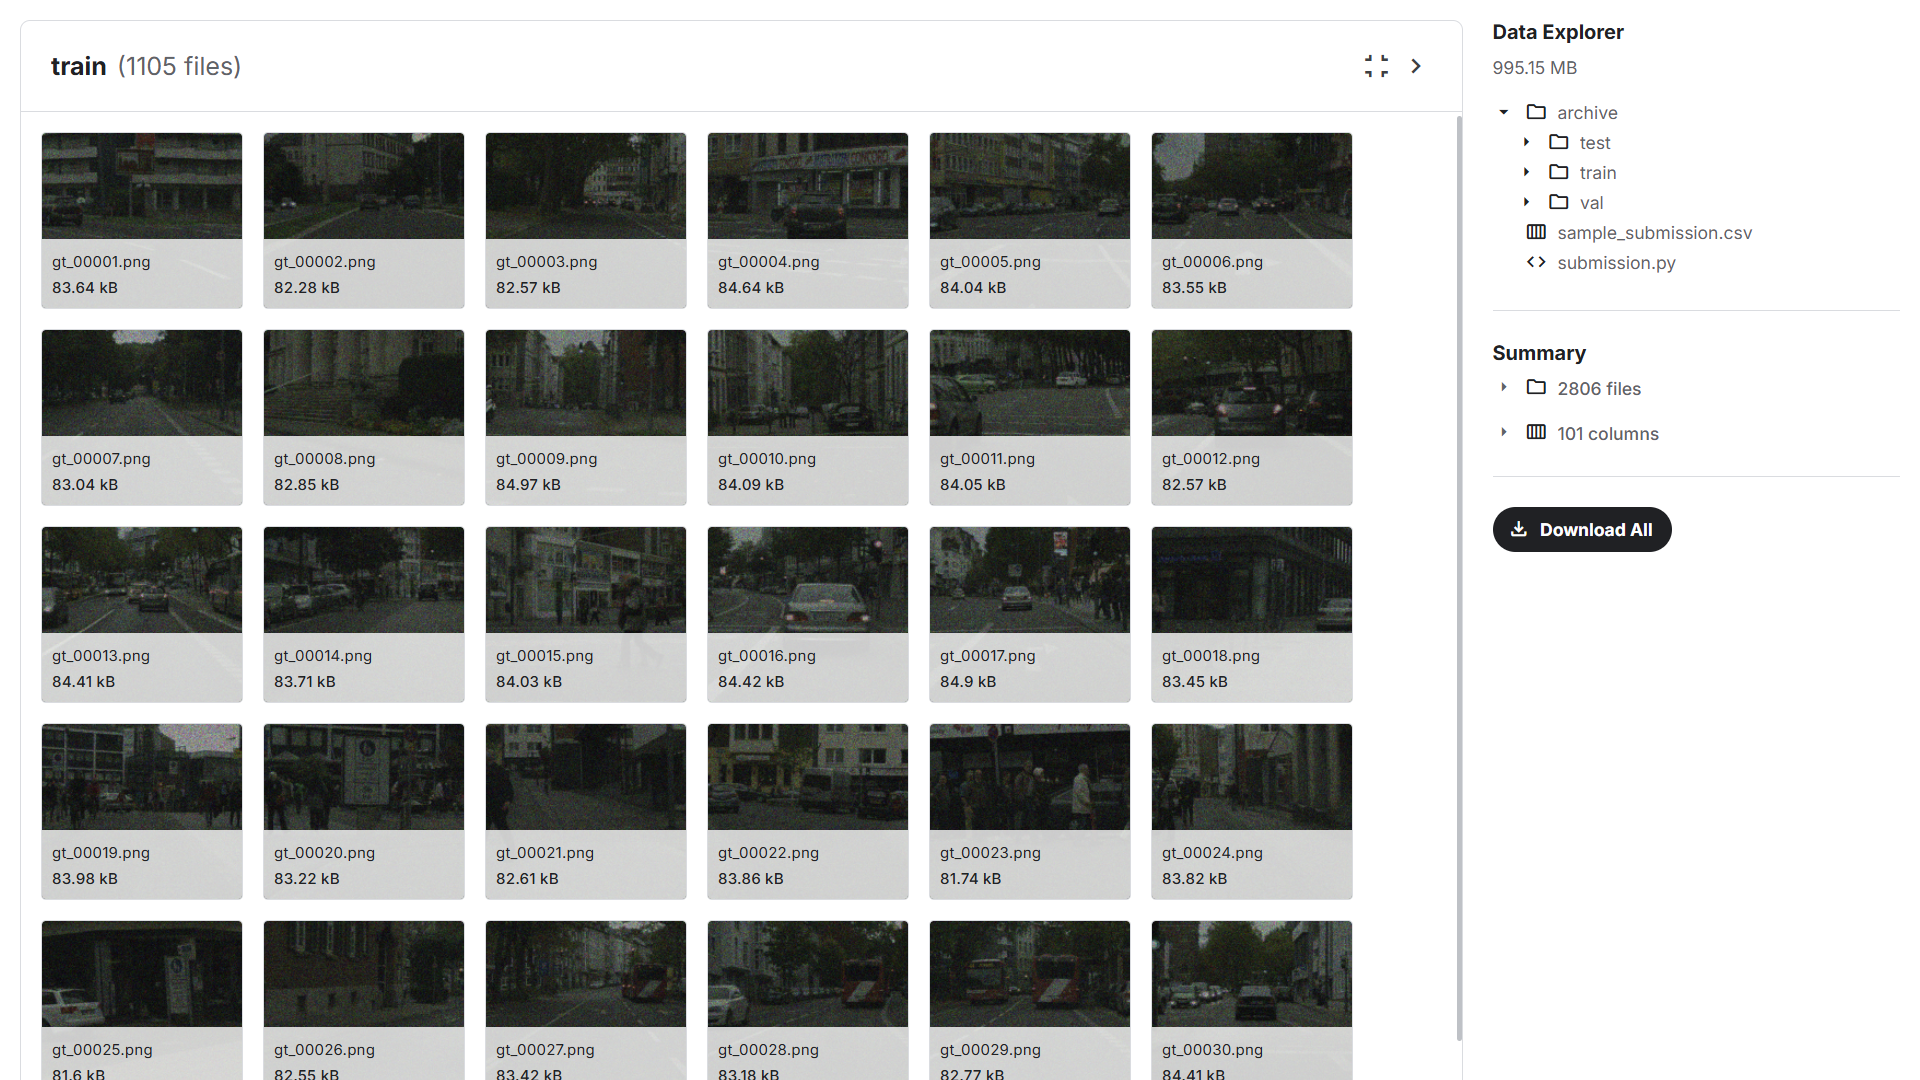 train (1105 files)
gt_00001.png
83.64 kB
gt_00002.png
82.28 kB
gt_00003.png
82.57 kB
gt_00004.png
84.64 kB
gt_00005.png
84.04 kB
gt_00006.png
83.55 kB
gt_00007.png
83.04 kB
gt_00008.png
82.85 kB
gt_00009.png
84.97 kB
gt_00010.png
84.09 kB
gt_00011.png
84.05 kB
gt_00012.png
82.57 kB
gt_00013.png
84.41 kB
gt_00014.png
83.71 kB
gt_00015.png
84.03 kB
gt_00016.png
84.42 kB
gt_00017.png
84.9 kB
gt_00018.png
83.45 kB
gt_00019.png
83.98 kB
gt_00020.png
83.22 kB
gt_00021.png
82.61 kB
gt_00022.png
83.86 kB
gt_00023.png
81.74 kB
gt_00024.png
83.82 kB
gt_00025.png
81.6 kB
gt_00026.png
82.55 kB
gt_00027.png
83.42 kB
gt_00028.png
83.18 kB
gt_00029.png
82.77 kB
gt_00030.png
84.41 kB
Data Explorer
995.15 MB
archive
test
train
val
sample_submission.csv
submission.py
Summary
2806 files
101 columns
Download All